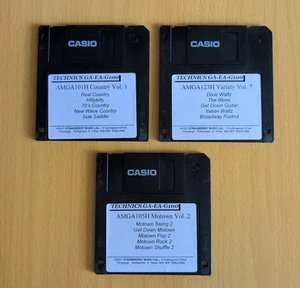 CASIO
TECHNICS GA-EA-G100
AMGA101H Country Vol. 1
Real Country
Hillybilly
70's Country
New Wave Country
Side Saddle
CASIO
TECHNICS GA-EA-G100
AMGA123H Variety Vol. 7
Dixie Waltz
The Blues
Get Down Guitar
Italian Waltz
Broadway Foxtrot
CASIO
TECHNICS GA-EA-G100
AMGA105H Motown Vol. 2
Motown Swing 2
Get Down Motown
Motown Pop 2
Motown Rock 2
Motown Shuffle 2